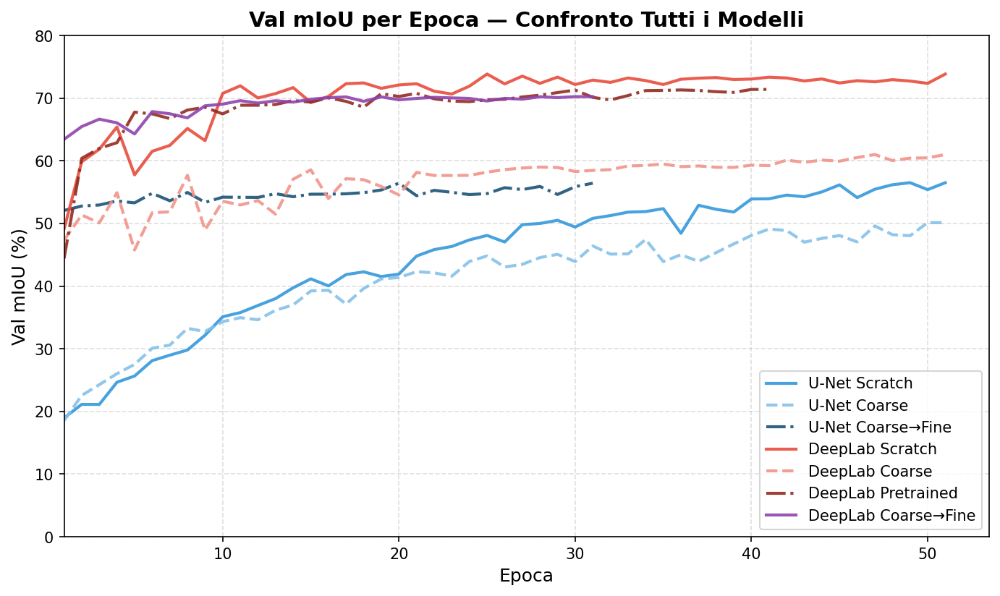 Val mIoU per Epoca — Confronto Tutti i Modelli
80
70
60
50
40
30
20
10
0
Val mIoU (%)
10
20
30
40
50
Epoca
U-Net Scratch
U-Net Coarse
U-Net Coarse→Fine
DeepLab Scratch
DeepLab Coarse
DeepLab Pretrained
DeepLab Coarse→Fine